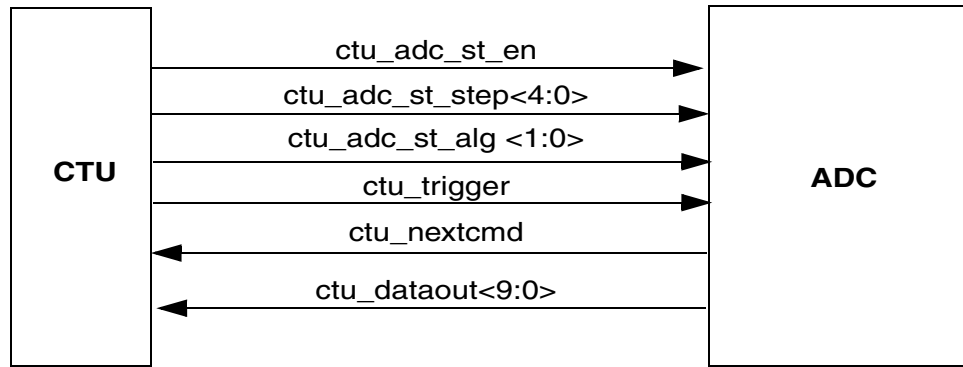 ctu_adc_st_en
ctu_adc_st_step<4:0>
ctu_adc_st_alg <1:0>
CTU
ADC
ctu_trigger
ctu_nextcmd
ctu_dataout<9:0>